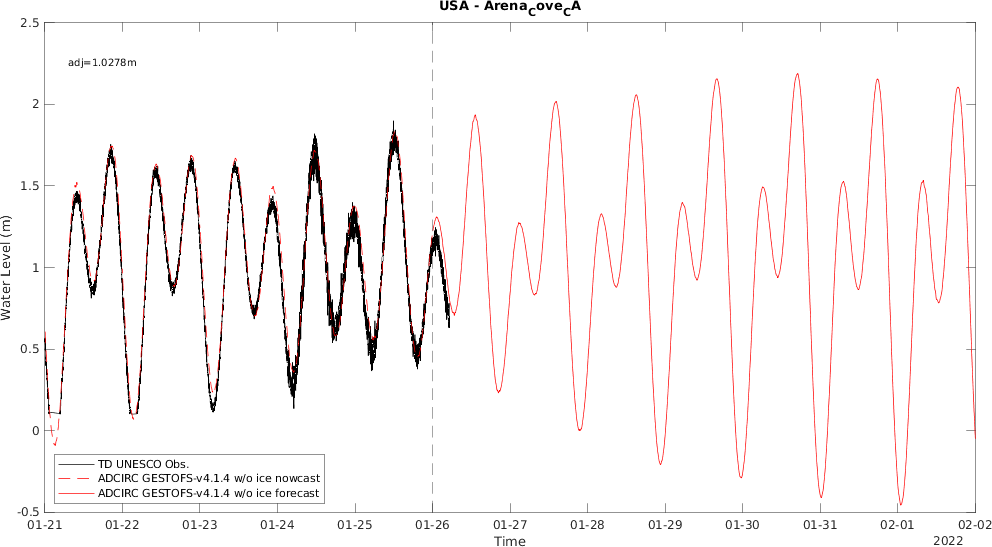 USA - ArenaCoveCA
2.5
adj=1.0278m
2
1.5
1
0.5
0
-0.5
Water Level (m)
TD UNESCO Obs.
ADCIRC GESTOFS-v4.1.4 w/o ice nowcast
ADCIRC GESTOFS-v4.1.4 w/o ice forecast
01-21 01-22 01-23 01-24 01-25 01-26 01-27 01-28 01-29 01-30 01-31 02-01 02-02
Time
2022